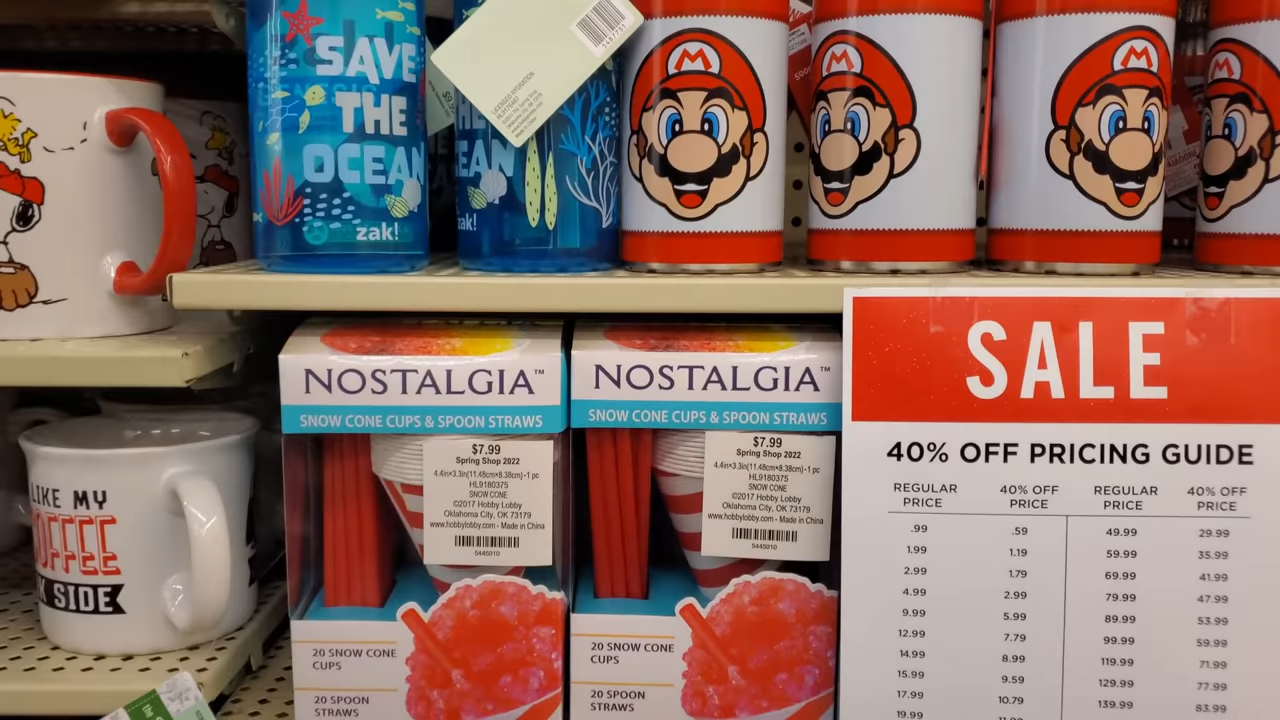 SAVE
THE
OCEAN
zak!
EAN
zak!
LICENSED HYDRATION
M
M
M
M
LIKE MY
COFFEE
SIDE
NOSTALGIA™
SNOW CONE CUPS & SPOON STRAWS
$7.99
Spring Shop 2022
4.4in×3.3in(11.48cm×8.38cm)-1 pc
HL9180375
SNOW CONE
©2017 Hobby Lobby
Oklahoma City, OK 73179
www.hobbylobby.com - Made in China
5445010
20 SNOW CONE
CUPS
20 SPOON
STRAWS
NOSTALGIA™
SNOW CONE CUPS & SPOON STRAWS
$7.99
Spring Shop 2022
4.4in×3.3in(11.48cm×8.38cm)-1 pc
HL9180375
SNOW CONE
©2017 Hobby Lobby
Oklahoma City, OK 73179
www.hobbylobby.com - Made in China
5445010
20 SNOW CONE
CUPS
20 SPOON
STRAWS
SALE
40% OFF PRICING GUIDE
REGULAR PRICE 40% OFF PRICE REGULAR PRICE 40% OFF PRICE
.99 .59 49.99 29.99
1.99 1.19 59.99 35.99
2.99 1.79 69.99 41.99
4.99 2.99 79.99 47.99
9.99 5.99 89.99 53.99
12.99 7.79 99.99 59.99
14.99 8.99 119.99 71.99
15.99 9.59 129.99 77.99
17.99 10.79 139.99 83.99
19.99